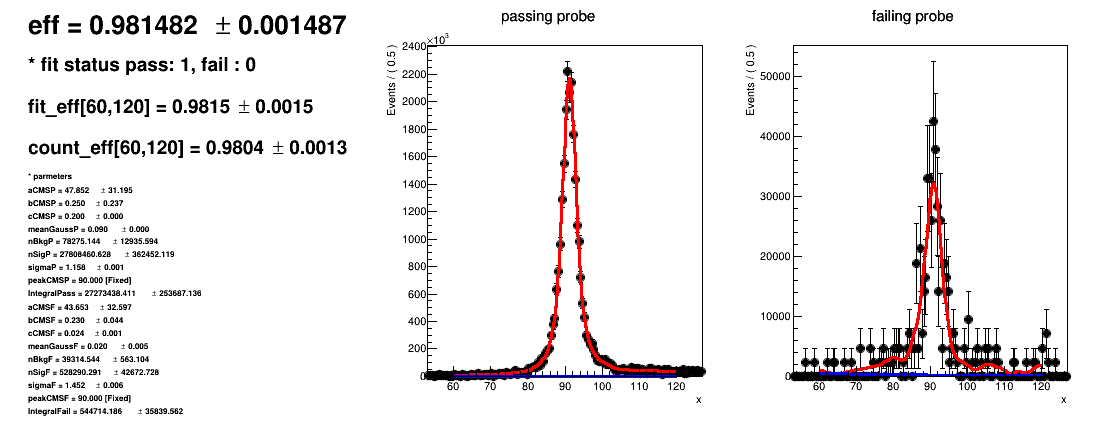 eff = 0.981482 ± 0.001487
* fit status pass: 1, fail : 0
fit_eff[60,120] = 0.9815 ± 0.0015
count_eff[60,120] = 0.9804 ± 0.0013
* parmeters
aCMSP = 47.852 ± 31.195
bCMSP = 0.250 ± 0.237
cCMSP = 0.200 ± 0.000
meanGaussP = 0.090 ± 0.000
nBkgP = 78275.144 ± 12935.594
nSigP = 27808460.628 ± 362452.119
sigmaP = 1.158 ± 0.001
peakCMSP = 90.000 [Fixed]
IntegralPass = 27273438.411 ± 253687.136
aCMSF = 43.653 ± 32.597
bCMSF = 0.230 ± 0.044
cCMSF = 0.024 ± 0.001
meanGaussF = 0.020 ± 0.005
nBkgF = 39314.544 ± 563.104
nSigF = 528290.291 ± 42672.728
sigmaF = 1.452 ± 0.006
peakCMSF = 90.000 [Fixed]
IntegralFail = 544714.186 ± 35839.562
passing probe
×10³
Events / ( 0.5 )
2400
2200
2000
1800
1600
1400
1200
1000
800
600
400
200
0
60 70 80 90 100 110 120
x
failing probe
Events / ( 0.5 )
50000
40000
30000
20000
10000
0
60 70 80 90 100 110 120
x